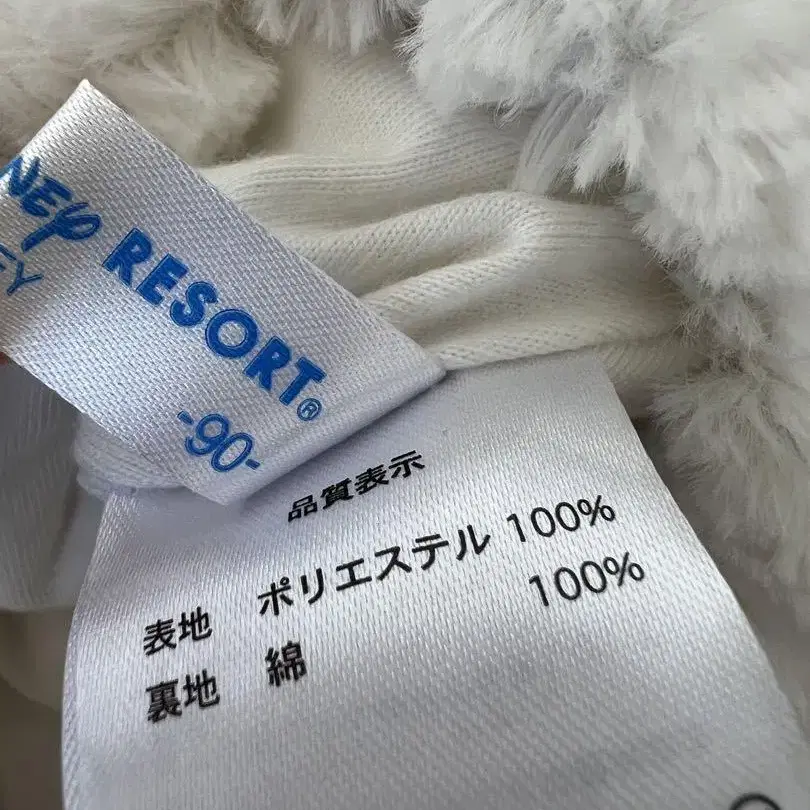 NEY RESORT®
EY
-90-
品質表示
表地 ポリエステル 100%
裏地 綿 100%